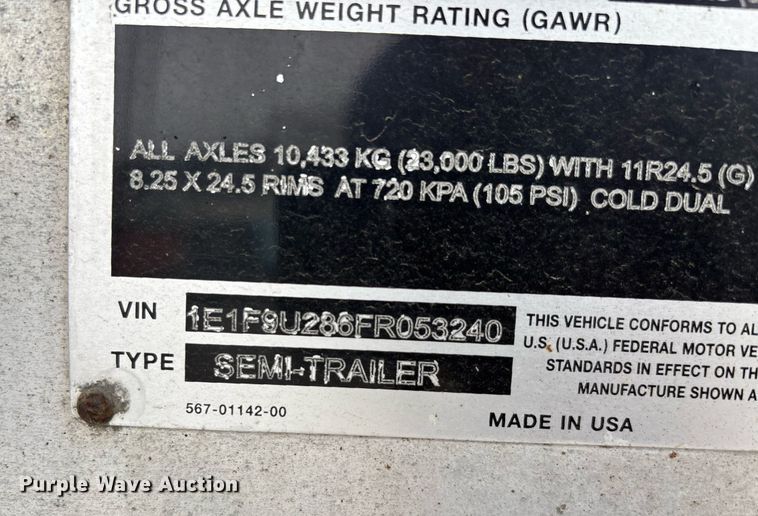 GROSS AXLE WEIGHT RATING (GAWR)
ALL AXLES 10,433 KG (23,000 LBS) WITH 11R24.5 (G)
8.25 X 24.5 RIMS AT 720 KPA (105 PSI) COLD DUAL
VIN 1E1F9U286FR053240
THIS VEHICLE CONFORMS TO AL
U.S. (U.S.A.) FEDERAL MOTOR VE
TYPE SEMI-TRAILER
STANDARDS IN EFFECT ON TH
MANUFACTURE SHOWN A
567-01142-00
MADE IN USA
Purple Wave Auction